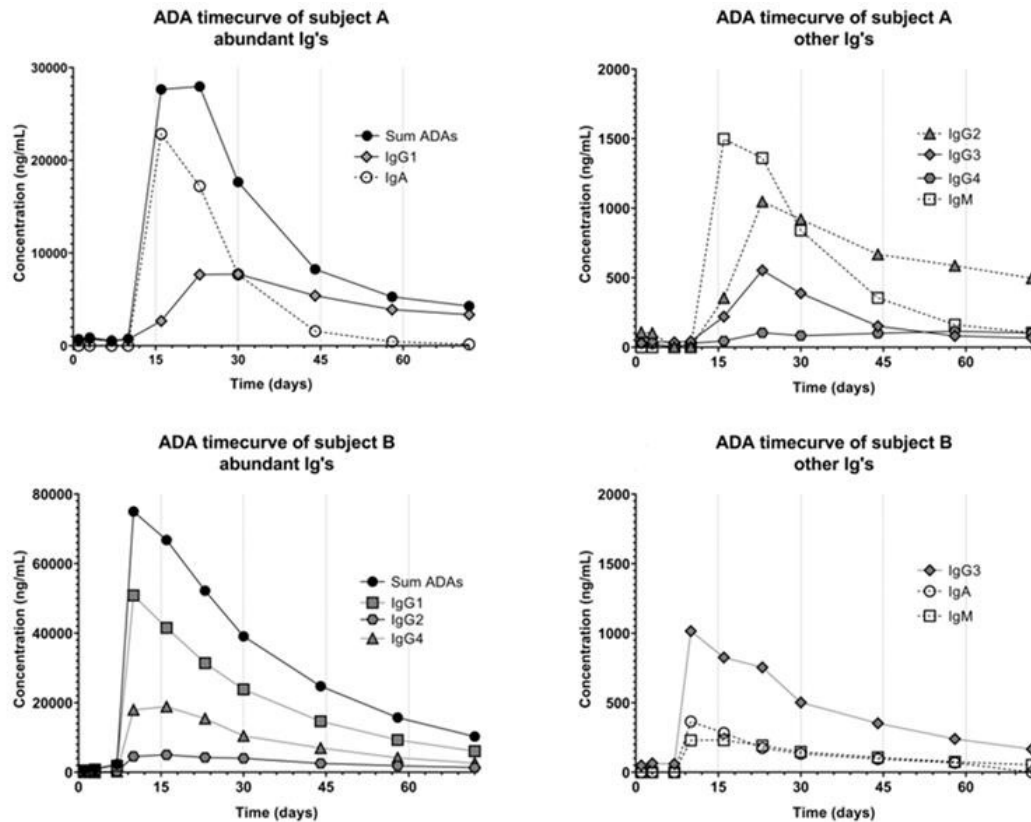 ADA timecurve of subject A
abundant Ig's
Concentration (ng/mL)
30000
20000
10000
0
0
15
30
45
60
Time (days)
Sum ADAs
IgG1
IgA
ADA timecurve of subject A
other Ig's
Concentration (ng/mL)
2000
1500
1000
500
0
0
15
30
45
60
Time (days)
IgG2
IgG3
IgG4
IgM
ADA timecurve of subject B
abundant Ig's
Concentration (ng/mL)
80000
60000
40000
20000
0
0
15
30
45
60
Time (days)
Sum ADAs
IgG1
IgG2
IgG4
ADA timecurve of subject B
other Ig's
Concentration (ng/mL)
2000
1500
1000
500
0
0
15
30
45
60
Time (days)
IgG3
IgA
IgM